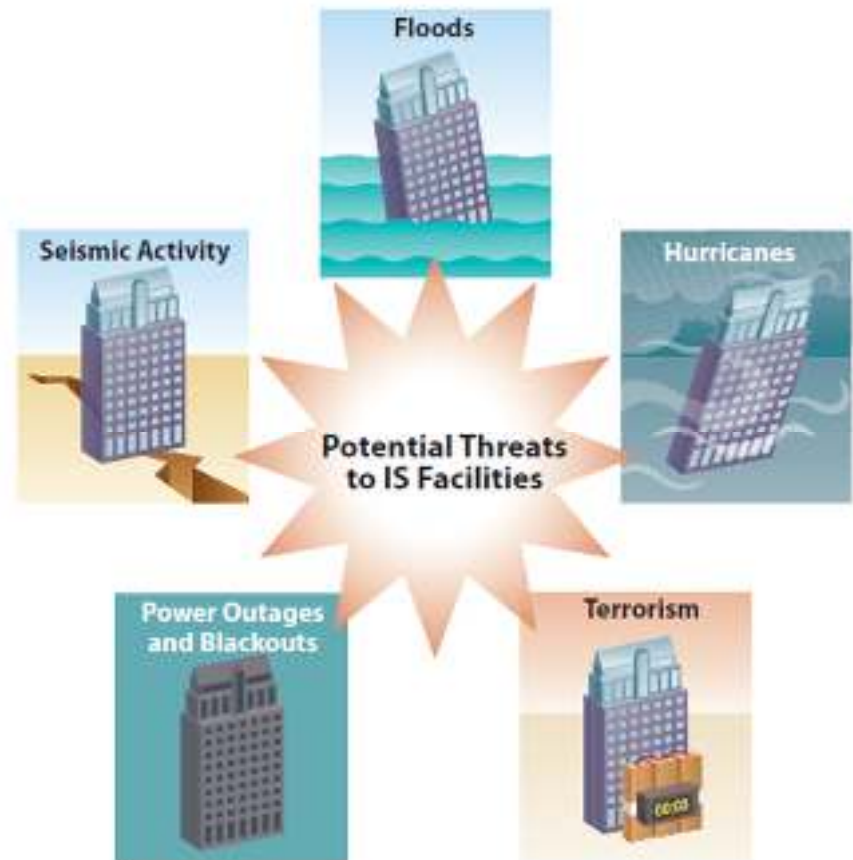 Floods
Seismic Activity
Hurricanes
Potential Threats
to IS Facilities
Power Outages
and Blackouts
Terrorism
00:03